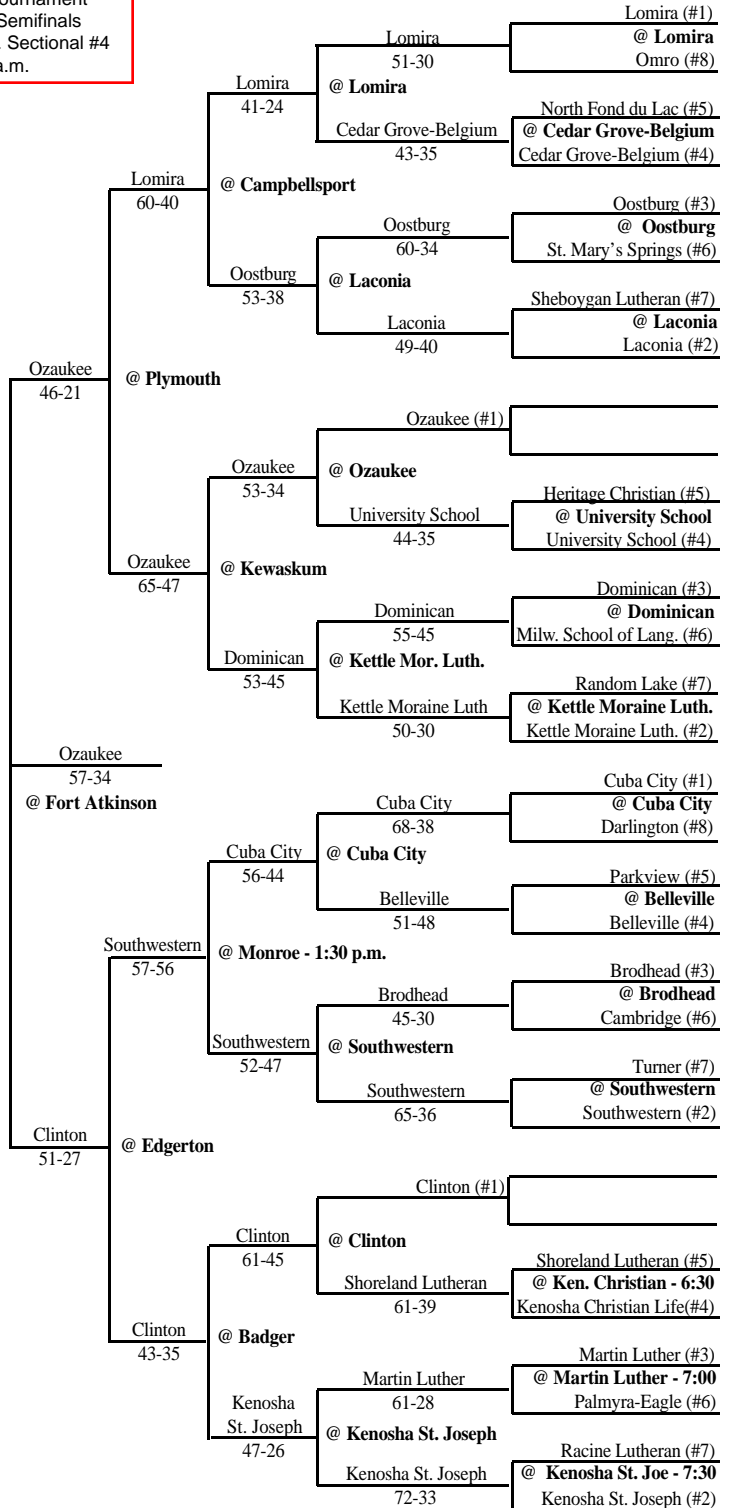 ournament
Semifinals
. Sectional #4
a.m.
Lomira (#1)
@ Lomira
Omro (#8)
Lomira
51-30
@ Lomira
Lomira
41-24
Cedar Grove-Belgium
43-35
North Fond du Lac (#5)
@ Cedar Grove-Belgium
Cedar Grove-Belgium (#4)
Lomira
60-40
@ Campbellsport
Oostburg (#3)
@ Oostburg
St. Mary's Springs (#6)
Oostburg
60-34
Oostburg
53-38
@ Laconia
Laconia
49-40
Sheboygan Lutheran (#7)
@ Laconia
Laconia (#2)
Ozaukee
46-21
@ Plymouth
Ozaukee (#1)
Ozaukee
53-34
@ Ozaukee
University School
44-35
Heritage Christian (#5)
@ University School
University School (#4)
Ozaukee
65-47
@ Kewaskum
Dominican (#3)
@ Dominican
Milw. School of Lang. (#6)
Dominican
55-45
Dominican
53-45
@ Kettle Mor. Luth.
Kettle Moraine Luth
50-30
Random Lake (#7)
@ Kettle Moraine Luth.
Kettle Moraine Luth. (#2)
Ozaukee
57-34
@ Fort Atkinson
Cuba City (#1)
@ Cuba City
Darlington (#8)
Cuba City
68-38
Cuba City
56-44
@ Cuba City
Belleville
51-48
Parkview (#5)
@ Belleville
Belleville (#4)
Southwestern
57-56
@ Monroe - 1:30 p.m.
Brodhead (#3)
@ Brodhead
Cambridge (#6)
Brodhead
45-30
Southwestern
52-47
@ Southwestern
Southwestern
65-36
Turner (#7)
@ Southwestern
Southwestern (#2)
Clinton
51-27
@ Edgerton
Clinton (#1)
Clinton
61-45
@ Clinton
Shoreland Lutheran
61-39
Shoreland Lutheran (#5)
@ Ken. Christian - 6:30
Kenosha Christian Life(#4)
Clinton
43-35
@ Badger
Martin Luther (#3)
@ Martin Luther - 7:00
Palmyra-Eagle (#6)
Martin Luther
61-28
Kenosha
St. Joseph
47-26
@ Kenosha St. Joseph
Kenosha St. Joseph
72-33
Racine Lutheran (#7)
@ Kenosha St. Joe - 7:30
Kenosha St. Joseph (#2)